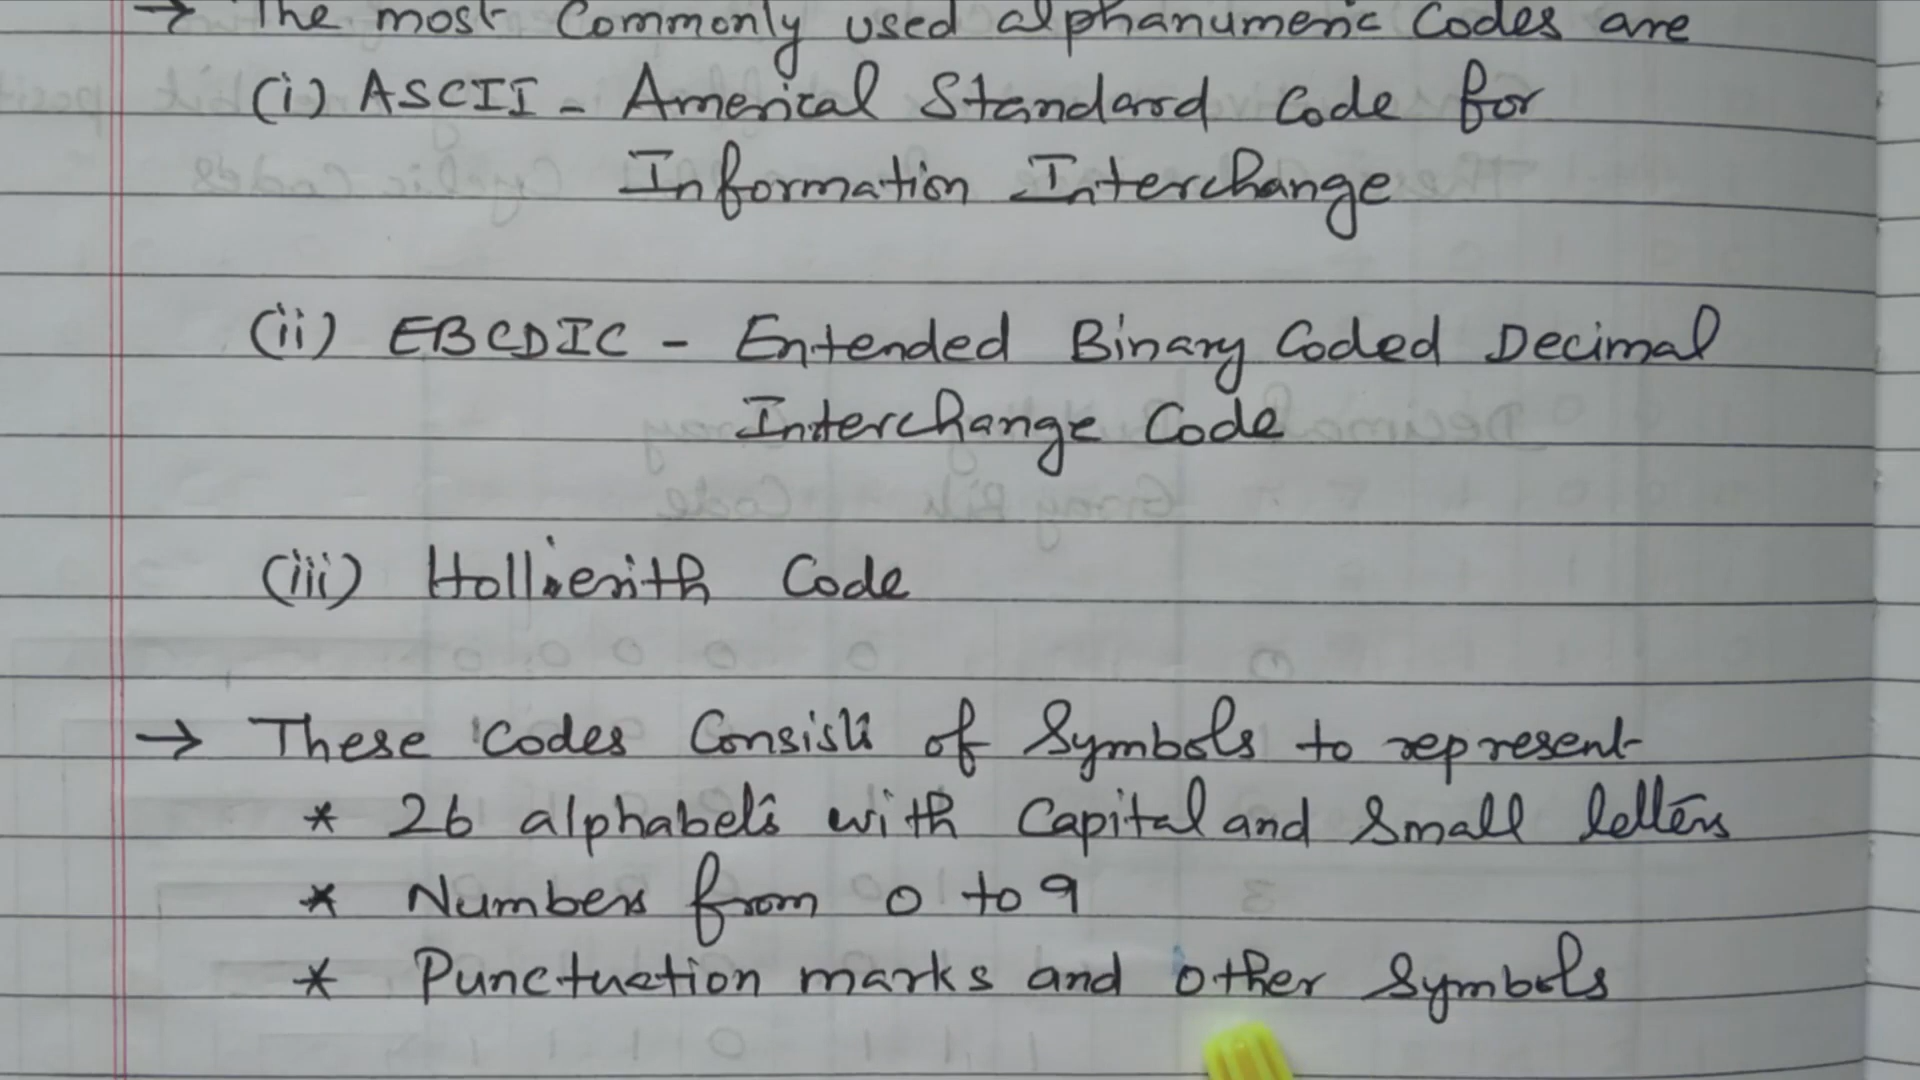 → The most Commonly used alphanumeric Codes are
(i) ASCII - Americal Standard Code for
Information Interchange
(ii) EBCDIC - Entended Binary Coded Decimal
Interchange Code
(iii) Hollierith Code
→ These Codes Consists of Symbols to represent
* 26 alphabets with Capital and Small letters
* Numbers from 0 to 9
* Punctuation marks and other Symbols